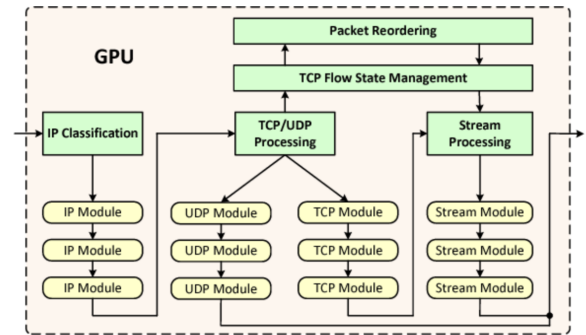 GPU
Packet Reordering
TCP Flow State Management
IP Classification
TCP/UDP
Processing
Stream
Processing
IP Module
UDP Module
TCP Module
Stream Module
IP Module
UDP Module
TCP Module
Stream Module
IP Module
UDP Module
TCP Module
Stream Module